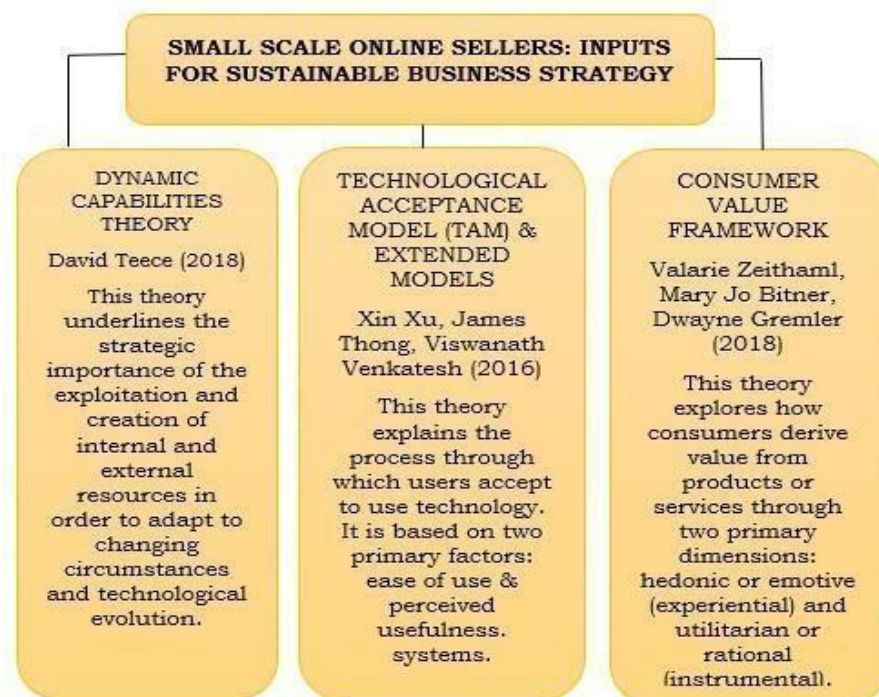 SMALL SCALE ONLINE SELLERS: INPUTS
FOR SUSTAINABLE BUSINESS STRATEGY
DYNAMIC
CAPABILITIES
THEORY
David Teece (2018)
This theory
underlines the
strategic
importance of the
exploitation and
creation of
internal and
external
resources in
order to adapt to
changing
circumstances
and technological
evolution.
TECHNOLOGICAL
ACCEPTANCE
MODEL (TAM) &
EXTENDED
MODELS
Xin Xu, James
Thong, Viswanath
Venkatesh (2016)
This theory
explains the
process through
which users accept
to use technology.
It is based on two
primary factors:
ease of use &
perceived
usefulness.
systems.
CONSUMER
VALUE
FRAMEWORK
Valarie Zeithaml,
Mary Jo Bitner,
Dwayne Gremler
(2018)
This theory
explores how
consumers derive
value from
products or
services through
two primary
dimensions:
hedonic or emotive
(experiential) and
utilitarian or
rational
(instrumental).